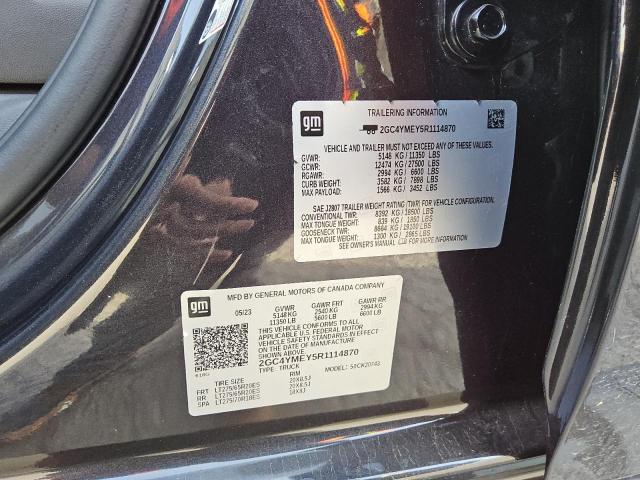 gm
TRAILERING INFORMATION
2GC4YMEY5R1114870
VEHICLE AND TRAILER MUST NOT EXCEED ANY OF THESE VALUES.
GVWR: 5148 KG/11350 LBS
GCWR: 12474 KG/27500 LBS
RGAWR: 2994 KG/ 6600 LBS
CURB WEIGHT: 3582 KG/ 7898 LBS
MAX PAYLOAD: 1566 KG/ 3452 LBS
SAE J2807 TRAILER WEIGHT RATING (TWR) FOR VEHICLE CONFIGURATION.
CONVENTIONAL TWR: 8392 KG/18500 LBS
MAX TONGUE WEIGHT: 839 KG/ 1850 LBS
GOOSENECK TWR: 8664 KG/19100 LBS
MAX TONGUE WEIGHT: 1300 KG/ 2865 LBS
SEE OWNER'S MANUAL FOR MORE INFORMATION
gm
MFD BY GENERAL MOTORS OF CANADA COMPANY
05/23 GVWR GAWR FRT GAWR RR
5148 KG 2540 KG 2994 KG
11350 LB 5600 LB 6600 LB
THIS VEHICLE CONFORMS TO ALL
APPLICABLE U.S. FEDERAL MOTOR
VEHICLE SAFETY STANDARDS IN EFFECT ON
THE DATE OF MANUFACTURE
SHOWN ABOVE.
2GC4YMEY5R1114870
TYPE: TRUCK MODEL:
TIRE SIZE RIM
FRT LT275/65R20ES 20X8.5J
RR LT275/65R20ES 20X8.5J
SPA LT275/70R18ES 18X8J